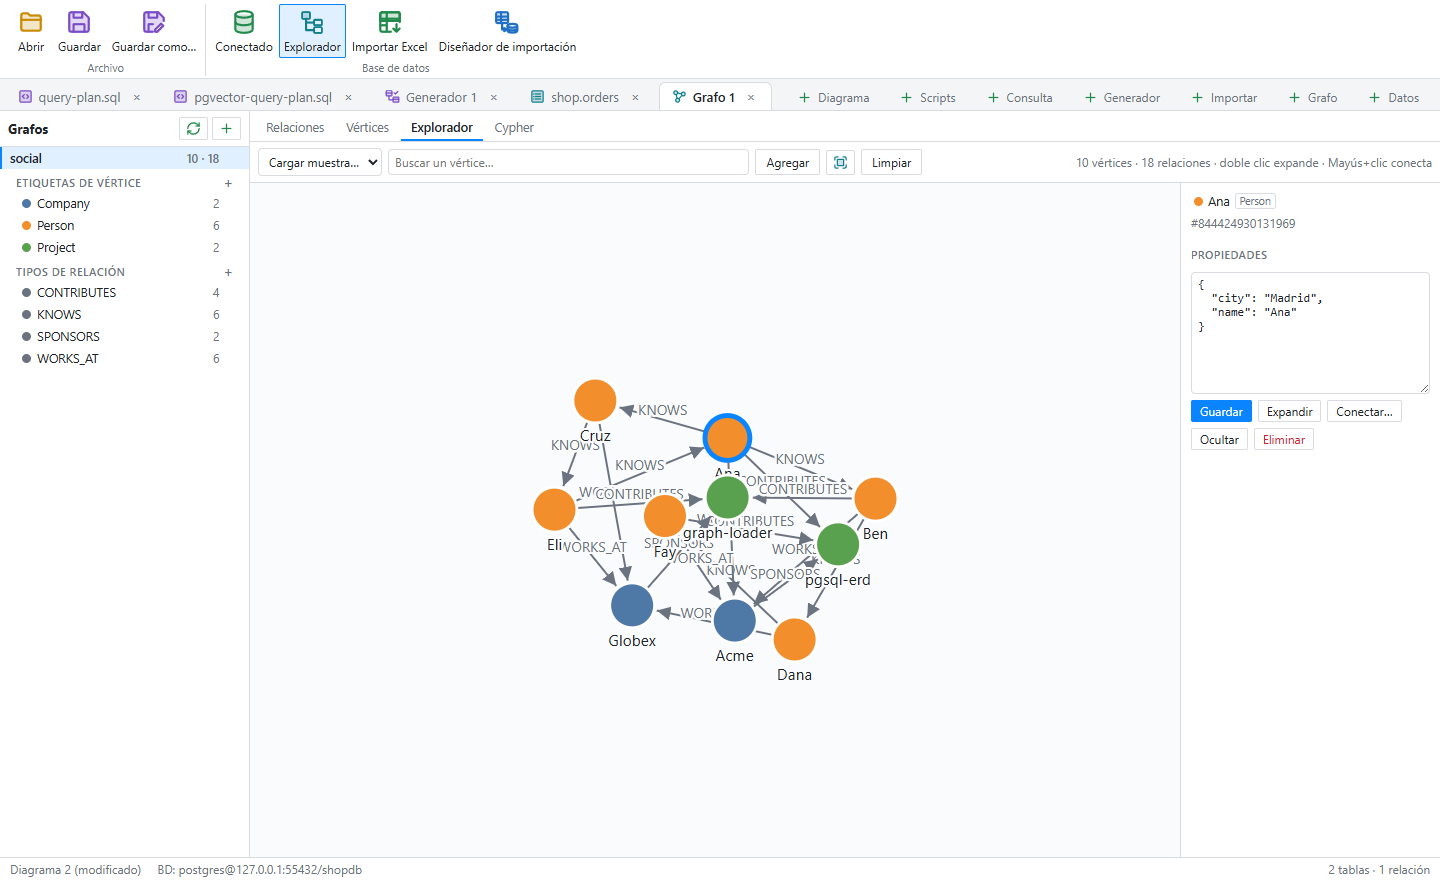 Abrir
Guardar
Guardar como...
Archivo
Conectado
Explorador
Importar Excel
Diseñador de importación
Base de datos
query-plan.sql ×
pgvector-query-plan.sql ×
Generador 1 ×
shop.orders ×
Grafo 1 ×
+ Diagrama
+ Scripts
+ Consulta
+ Generador
+ Importar
+ Grafo
+ Datos
Grafos
+
social 10 · 18
ETIQUETAS DE VÉRTICE +
Company 2
Person 6
Project 2
TIPOS DE RELACIÓN +
CONTRIBUTES 4
KNOWS 6
SPONSORS 2
WORKS_AT 6
Relaciones
Vértices
Explorador
Cypher
Cargar muestra...
Buscar un vértice...
Agregar
Limpiar
10 vértices · 18 relaciones · doble clic expande · Mayús+clic conecta
KNOWS
Cruz
KNOWS
Ana
KNOWS
KNOWS
CONTRIBUTES
CONTRIBUTES
CONTRIBUTES
Eli
WORKS_AT
Fay
SPONSORS
graph-loader
CONTRIBUTES
Ben
KNOWS
SPONSORS
pgsql-erd
Globex
Acme
Dana
Ana Person
#844424930131969
PROPIEDADES
{
"city": "Madrid",
"name": "Ana"
}
Guardar
Expandir
Conectar...
Ocultar
Eliminar
Diagrama 2 (modificado)
BD: postgres@127.0.0.1:55432/shopdb
2 tablas · 1 relación